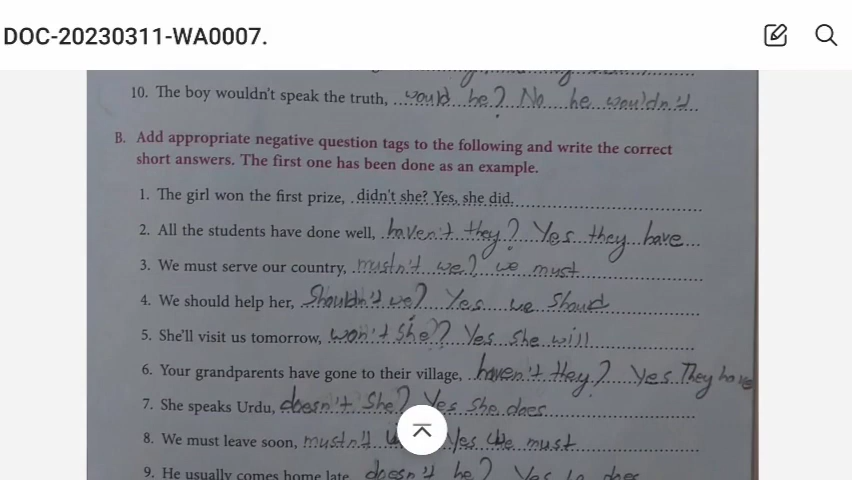 DOC-20230311-WA0007.
10. The boy wouldn't speak the truth, would he? No he wouldn't
B. Add appropriate negative question tags to the following and write the correct
short answers. The first one has been done as an example.
1. The girl won the first prize, didn't she? Yes, she did.
2. All the students have done well, haven't they? Yes they have
3. We must serve our country, mustn't we? we must
4. We should help her, Shouldn't we? Yes we Shoud
5. She'll visit us tomorrow, won't she? Yes she will
6. Your grandparents have gone to their village, haven't they? Yes They have
7. She speaks Urdu, doesn't She? Yes she does
8. We must leave soon, mustn't Yes we must
9. He usually comes home late, doesn't he? Yes does